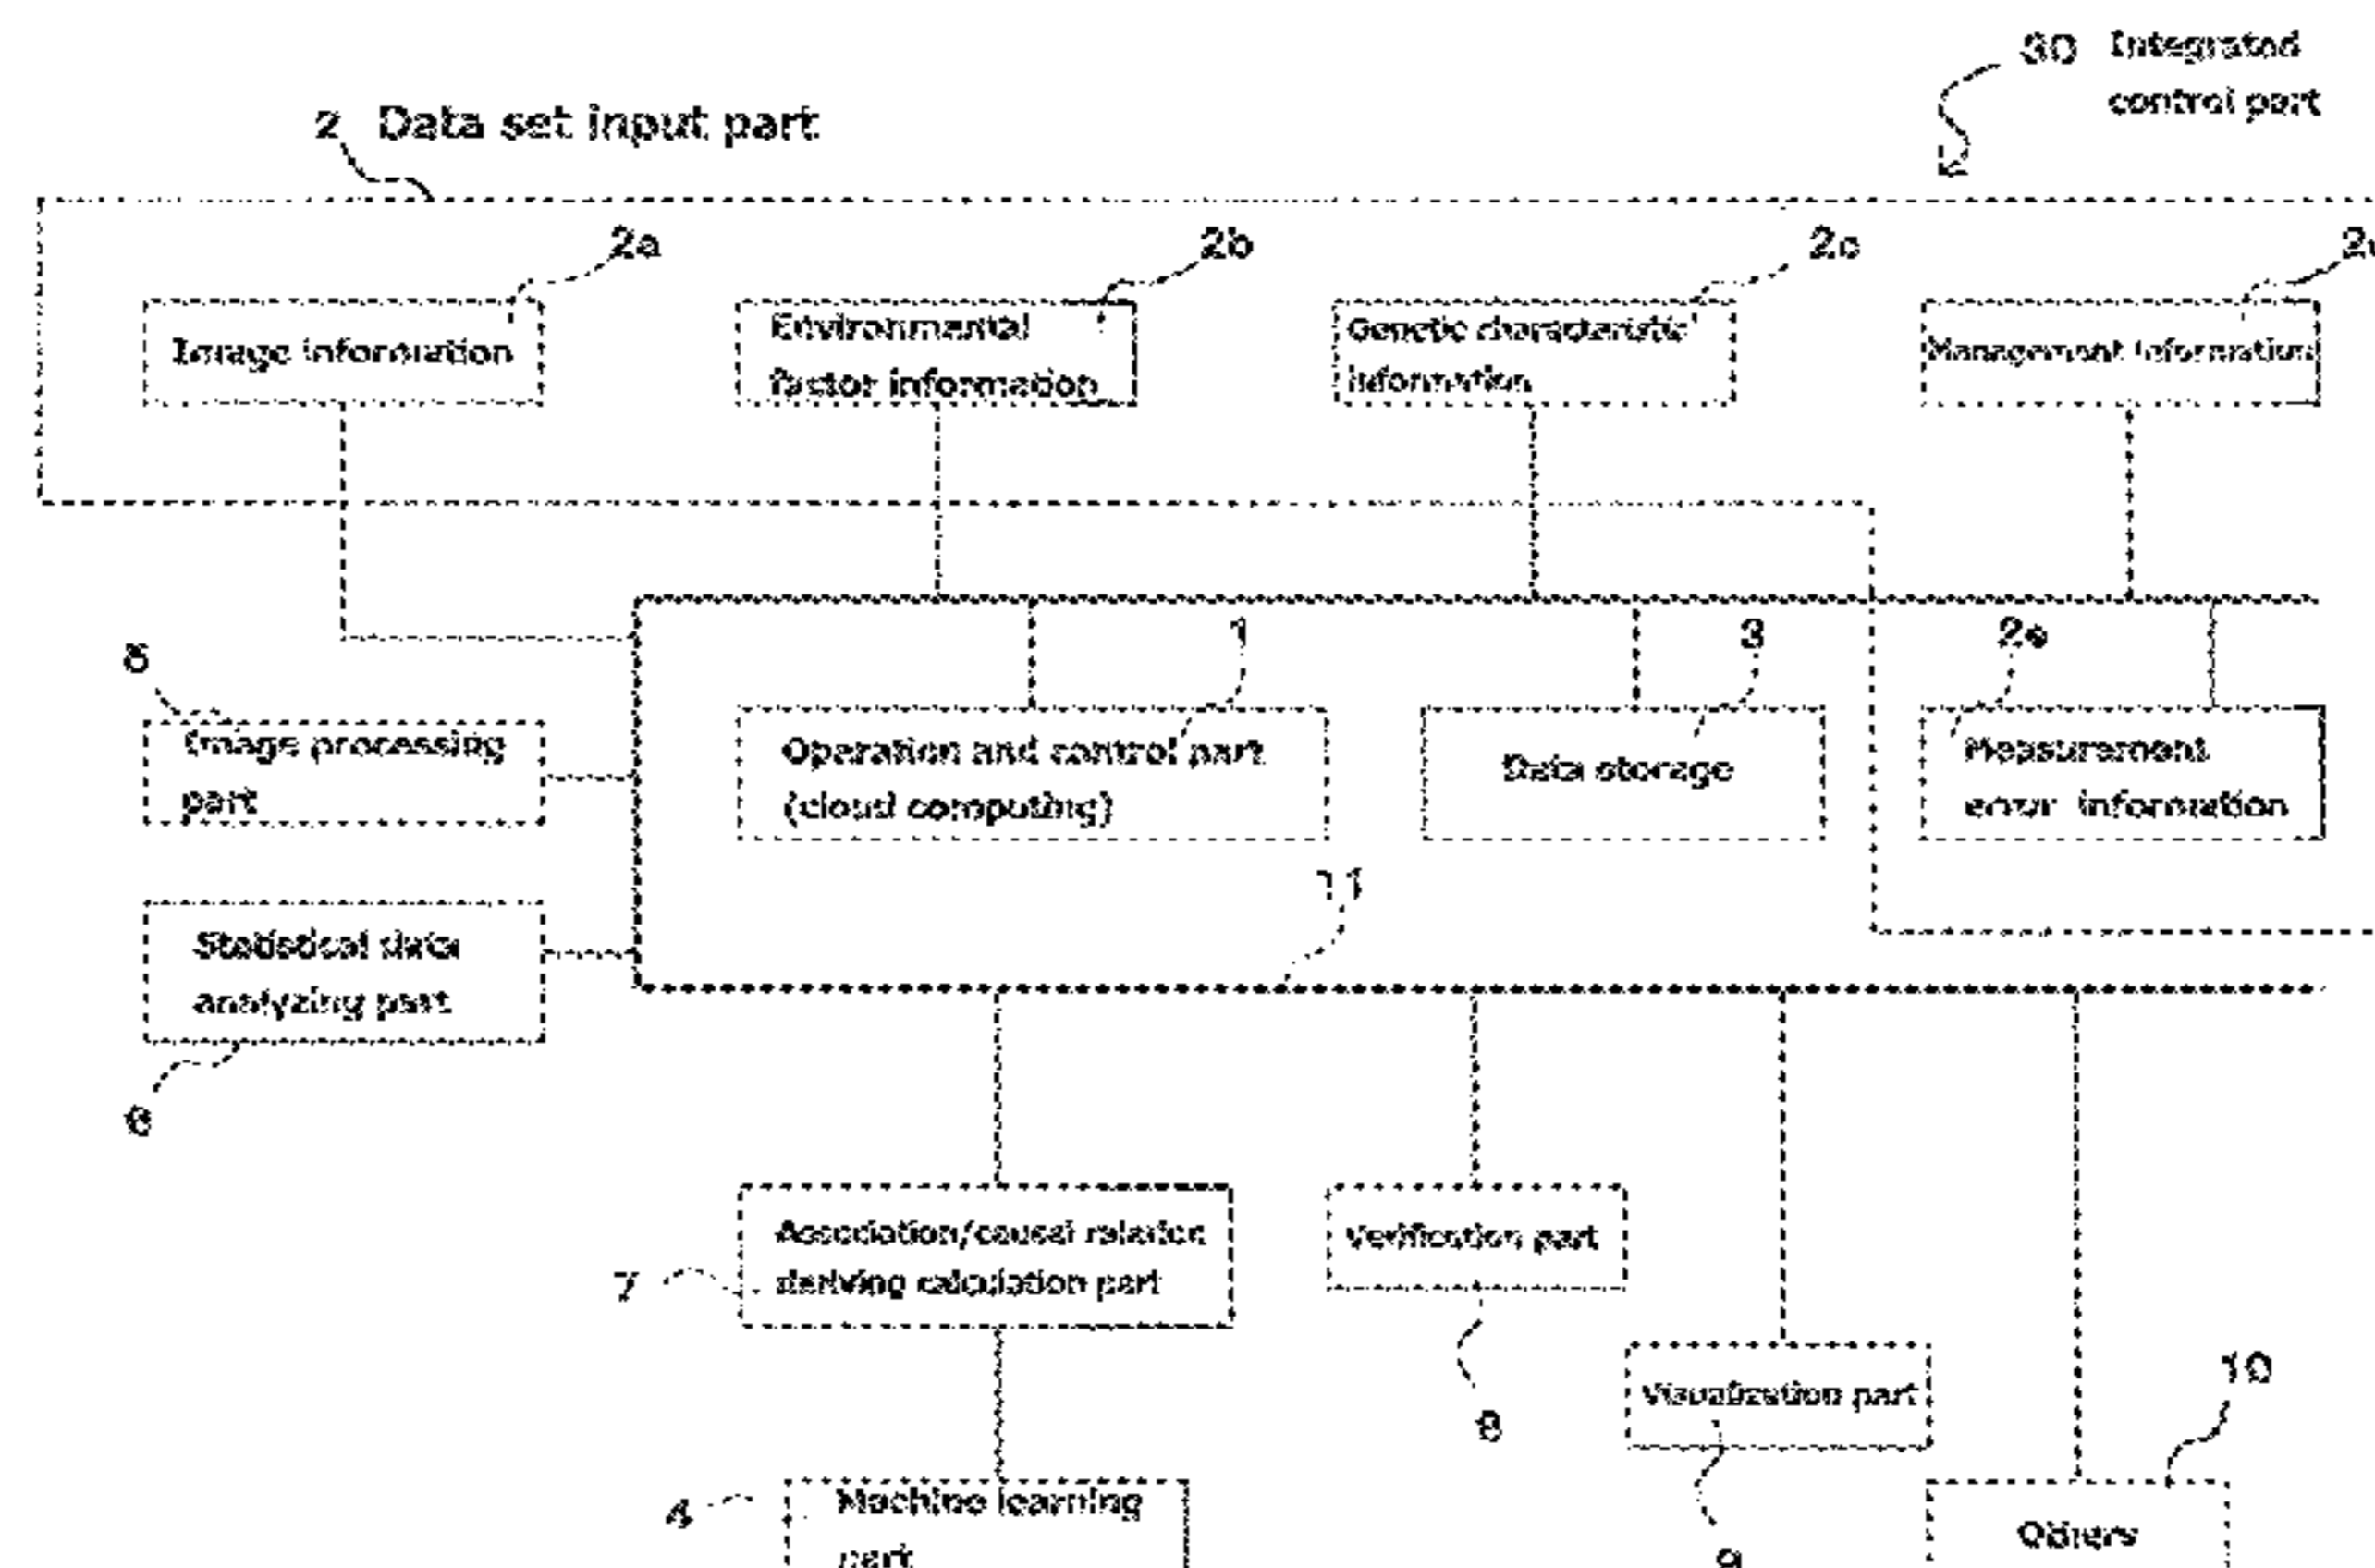 30 Integrated
control part
2 Data set input part
2a
2b
2c
Image information
Environmental
factor information
Genetic characteristic
information
Management information
1
3
2e
5
Image processing
part
Operation and control part
(cloud computing)
Data storage
Measurement
error information
11
Statistical data
analyzing part
6
Association/causal relation
deriving calculation part
7
Verification part
8
Visualization part
10
4
Machine learning
part
Others
9